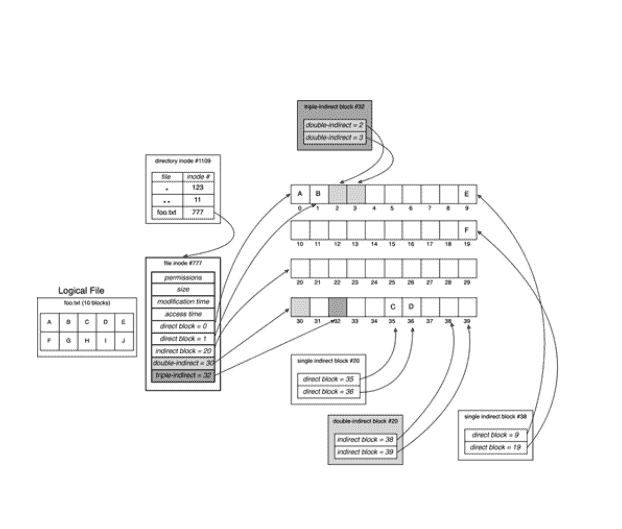 triple-indirect block #32
double-indirect = 2
double-indirect = 3
directory inode #1109
file inode #
. 123
.. 11
foo.txt 777
A B E
0 1 2 3 4 5 6 7 8 9
F
10 11 12 13 14 15 16 17 18 19
20 21 22 23 24 25 26 27 28 29
C D
30 31 32 33 34 35 36 37 38 39
file inode #777
permissions
size
modification time
access time
direct block = 0
direct block = 1
indirect block = 20
double-indirect = 30
triple-indirect = 32
Logical File
foo.txt (10 blocks)
A B C D E
F G H I J
single indirect block #20
direct block = 35
direct block = 36
double-indirect block #20
indirect block = 38
indirect block = 39
single indirect block #38
direct block = 9
direct block = 19